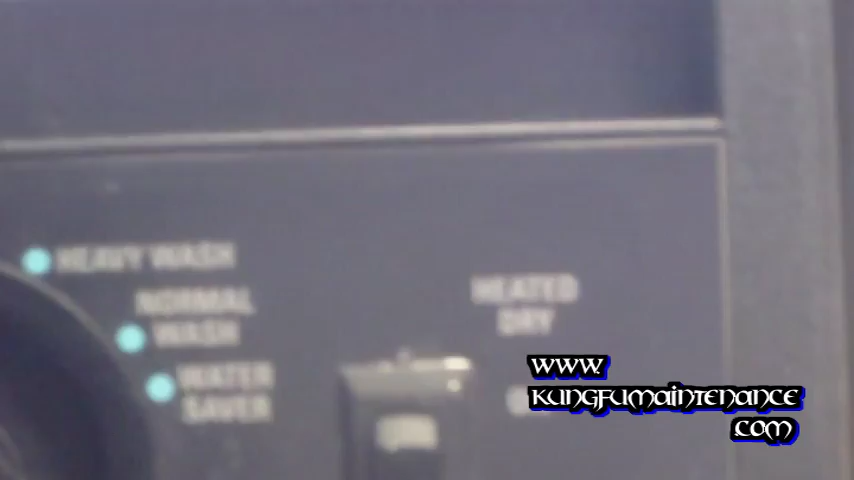 HEAVY WASH
NORMAL
WASH
WATER
SAVER
HEATED
DRY
www.
kungfumaintenance
.com